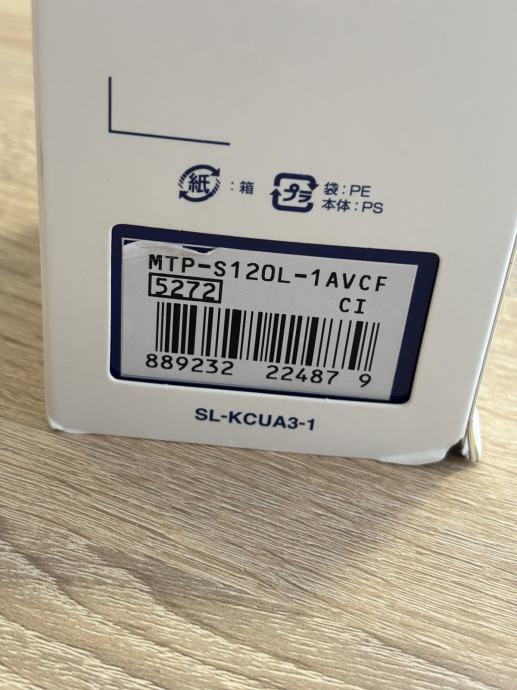 紙 : 箱
プラ 袋:PE
本体:PS
MTP-S120L-1AVCF
5272
CI
889232 22487 9
SL-KCUA3-1